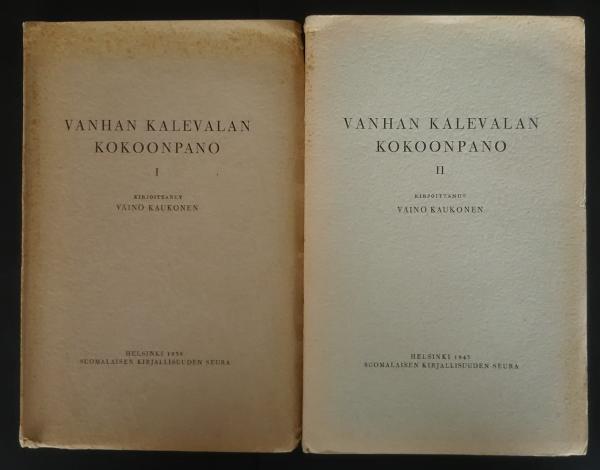 VANHAN KALEVALAN
KOKOONPANO
I
KIRJOITTANUT
VÄINÖ KAUKONEN
HELSINKI 1939
SUOMALAISEN KIRJALLISUUDEN SEURA
VANHAN KALEVALAN
KOKOONPANO
II
KIRJOITTANUT
VÄINÖ KAUKONEN
HELSINKI 1945
SUOMALAISEN KIRJALLISUUDEN SEURA